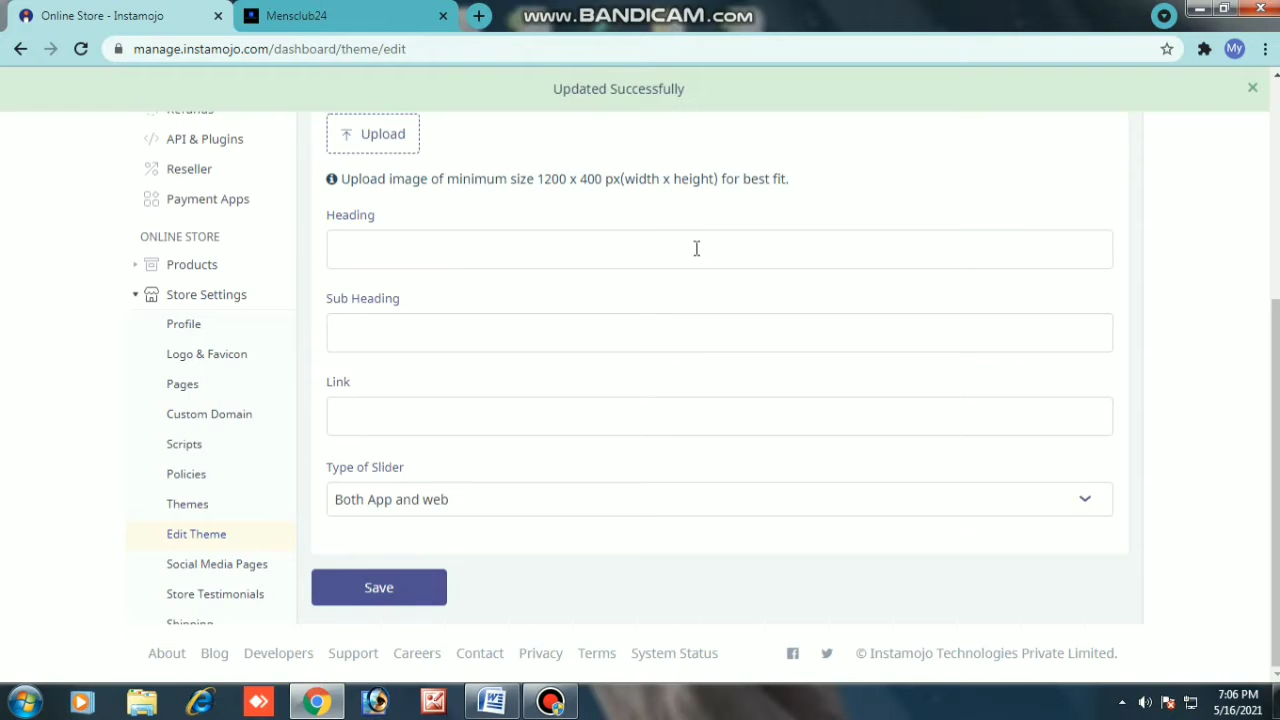 Online Store - Instamojo
Mensclub24
www.BANDICAM.com
manage.instamojo.com/dashboard/theme/edit
My
Updated Successfully
Refunds
API & Plugins
Reseller
Payment Apps
ONLINE STORE
Products
Store Settings
Profile
Logo & Favicon
Pages
Custom Domain
Scripts
Policies
Themes
Edit Theme
Social Media Pages
Store Testimonials
Shipping
Upload
Upload image of minimum size 1200 x 400 px(width x height) for best fit.
Heading
Sub Heading
Link
Type of Slider
Both App and web
Save
About Blog Developers Support Careers Contact Privacy Terms System Status © Instamojo Technologies Private Limited.
7:06 PM
5/16/2021